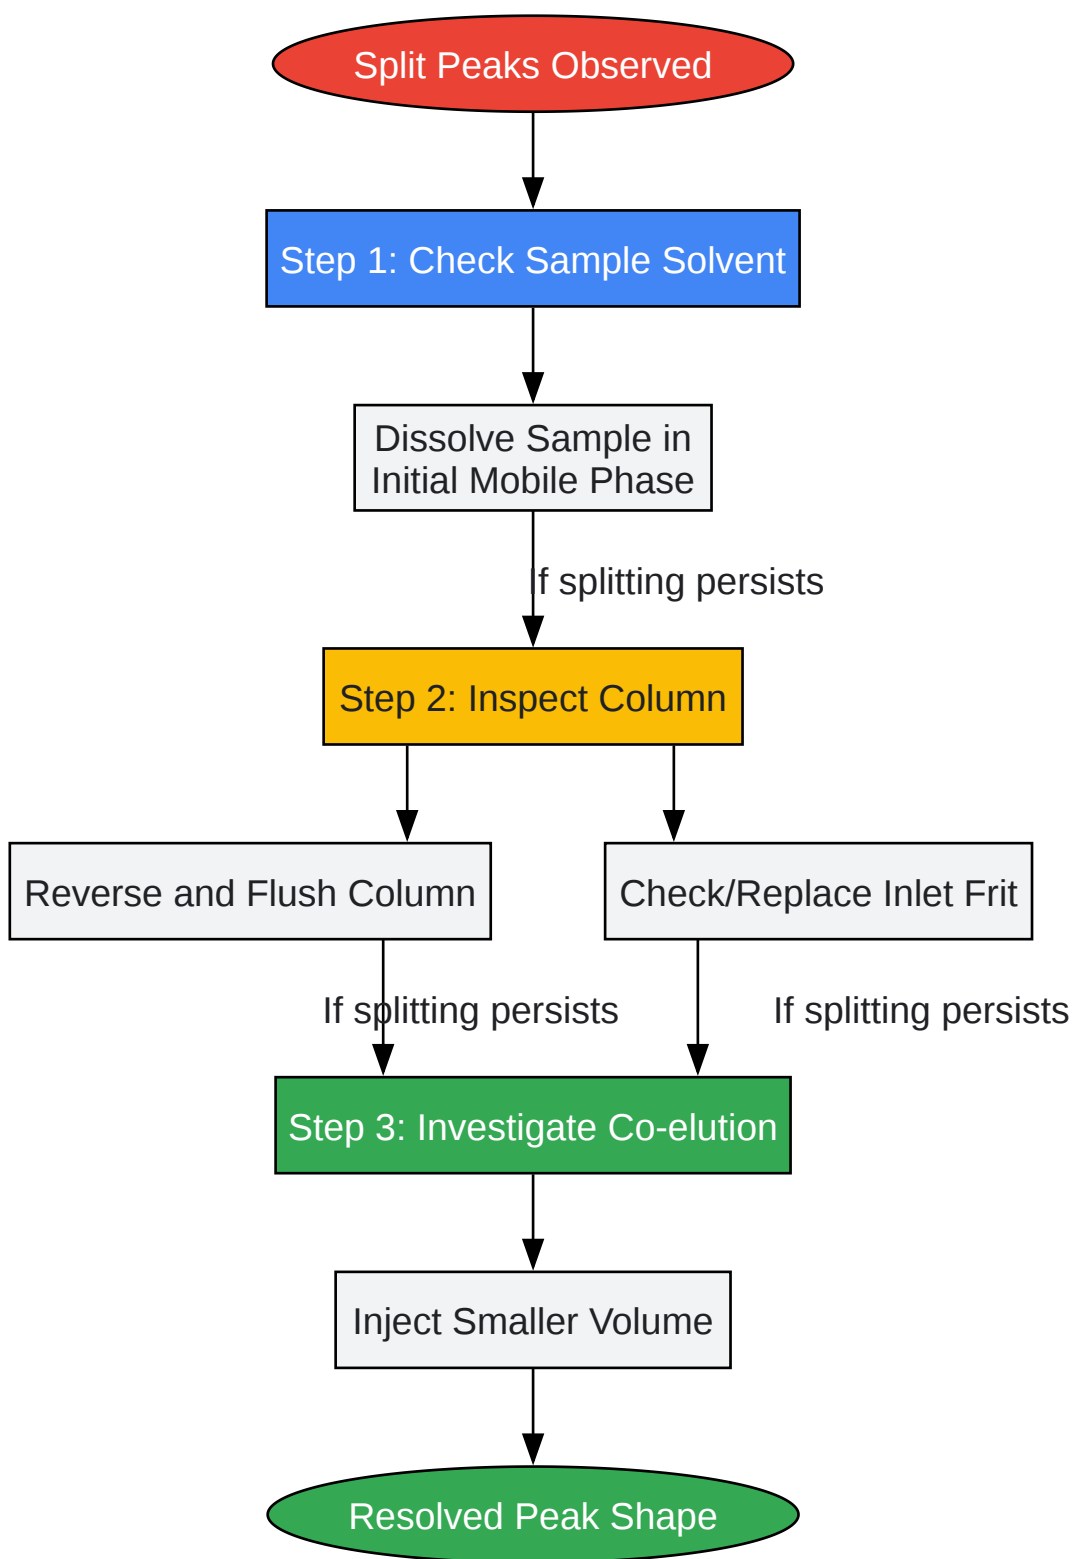 Split Peaks Observed
Step 1: Check Sample Solvent
Dissolve Sample in
Initial Mobile Phase
If splitting persists
Step 2: Inspect Column
Reverse and Flush Column
Check/Replace Inlet Frit
If splitting persists
If splitting persists
Step 3: Investigate Co-elution
Inject Smaller Volume
Resolved Peak Shape